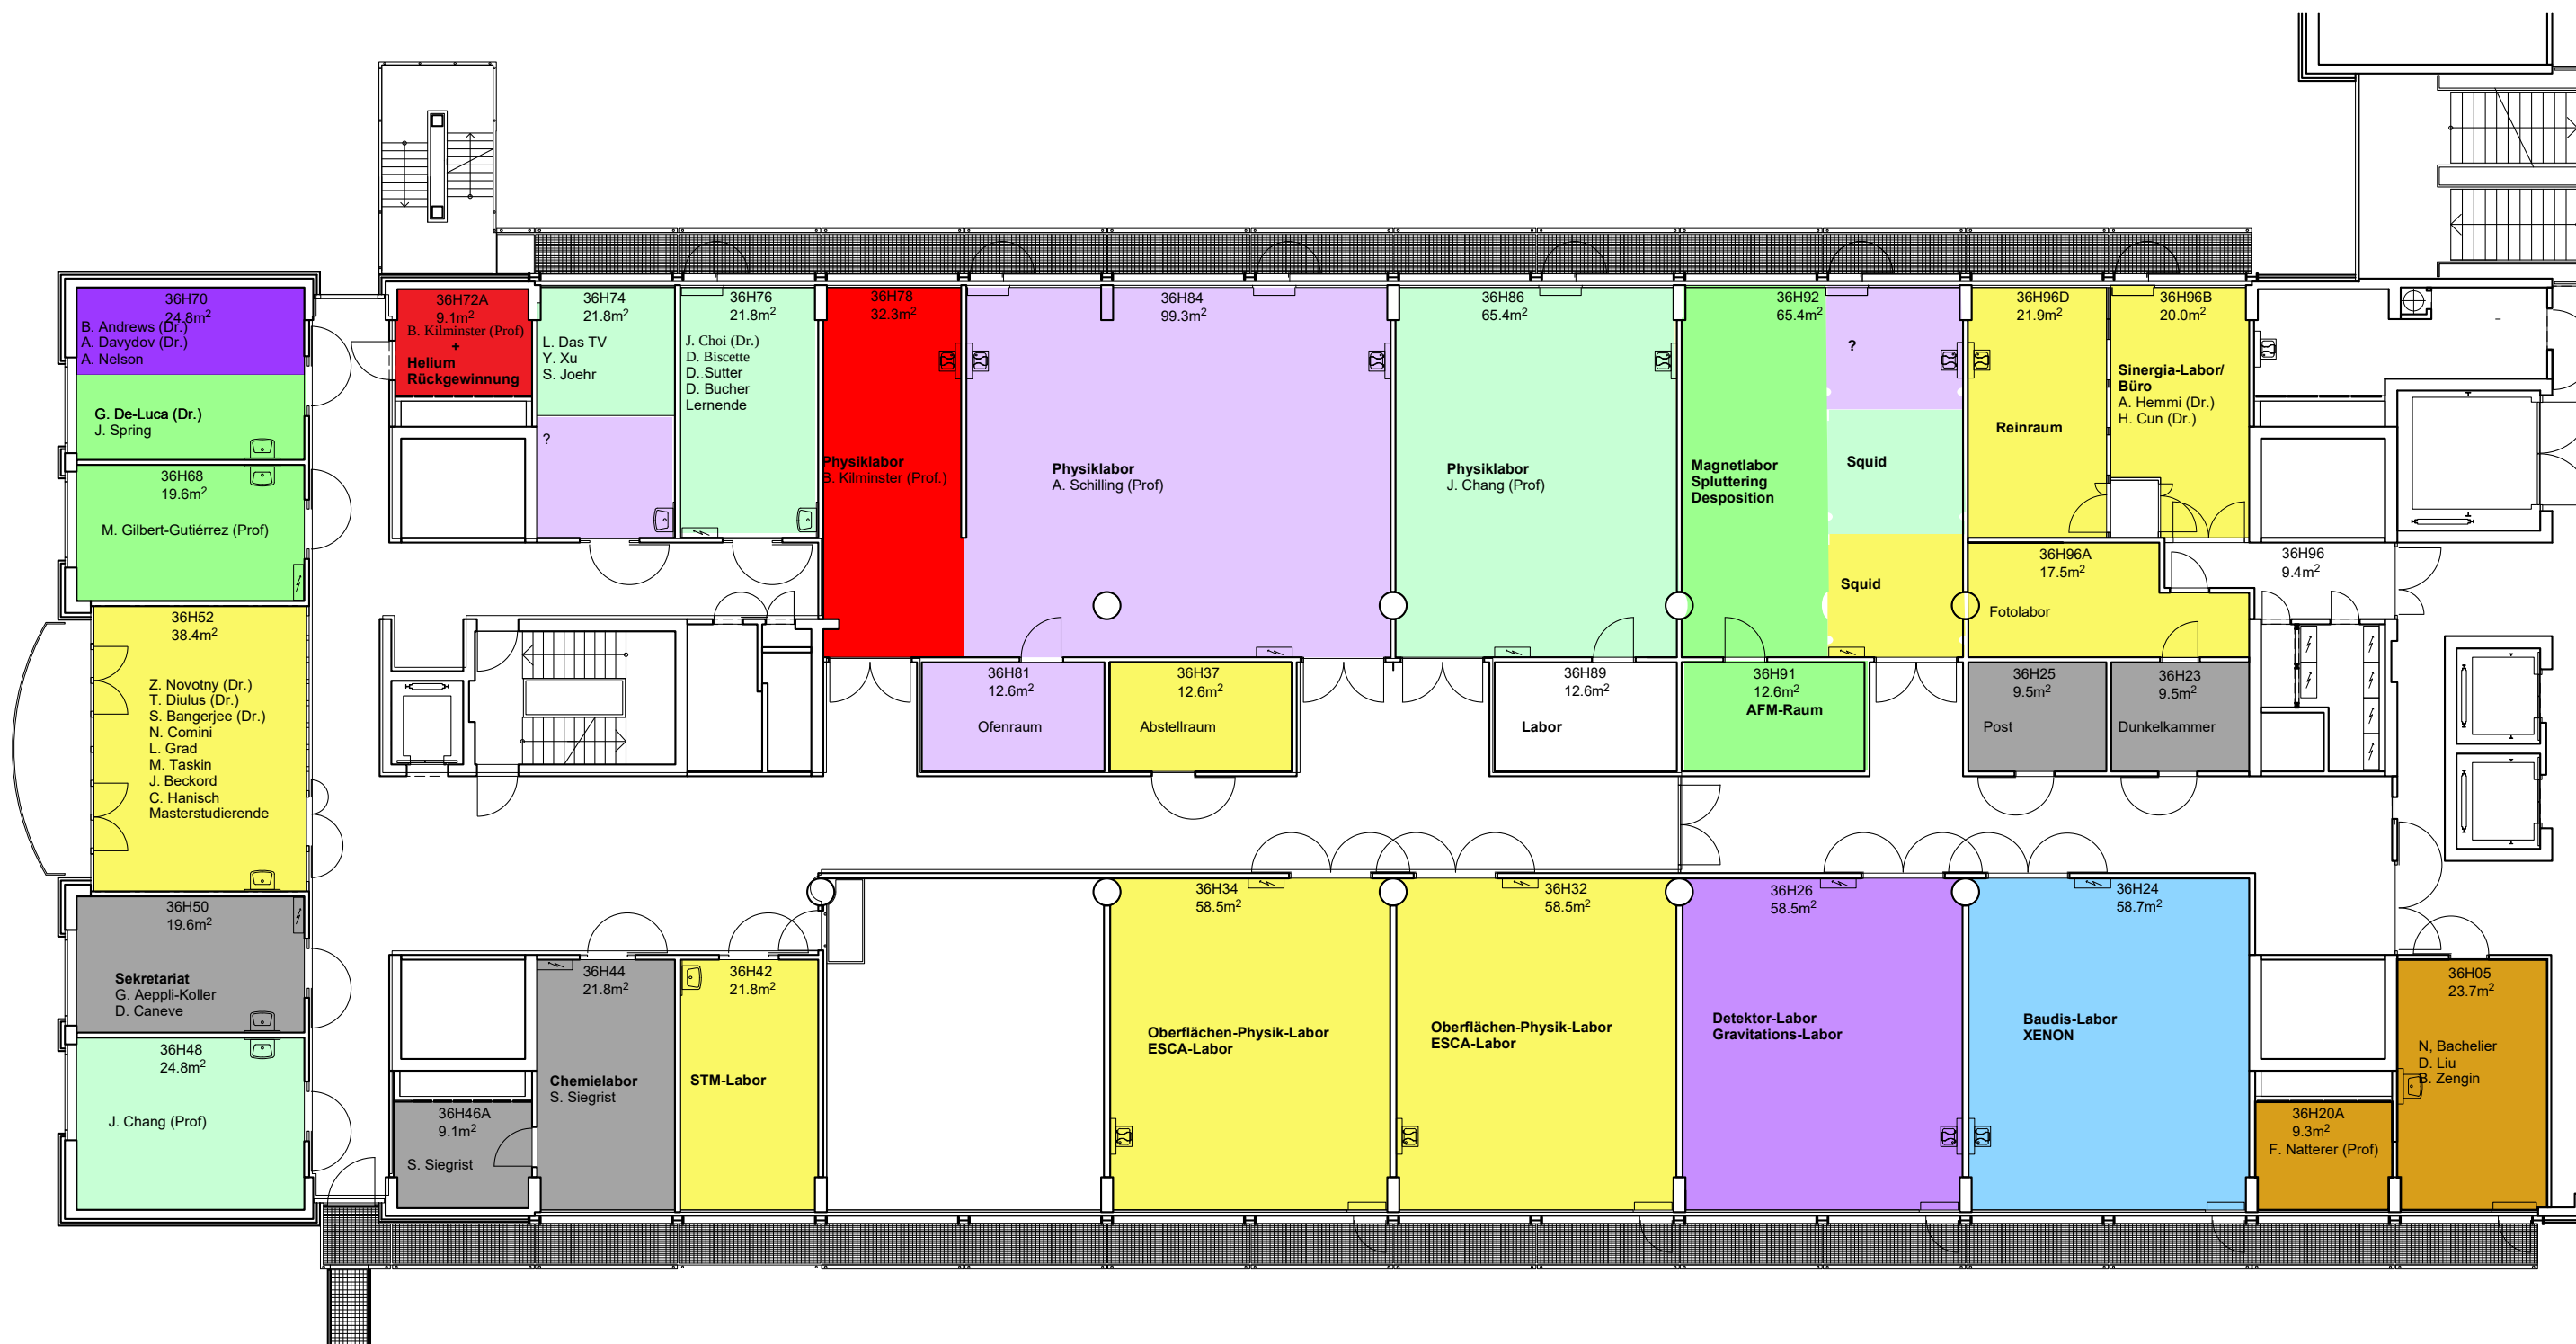 36H70
24.8m²
B. Andrews (Dr.)
A. Davydov (Dr.)
A. Nelson
G. De-Luca (Dr.)
J. Spring
36H68
19.6m²
M. Gilbert-Gutiérrez (Prof)
36H52
38.4m²
Z. Novotny (Dr.)
T. Diulus (Dr.)
S. Bangerjee (Dr.)
N. Comini
L. Grad
M. Taskin
J. Beckord
C. Hanisch
Masterstudierende
36H50
19.6m²
Sekretariat
G. Aeppli-Koller
D. Caneve
36H48
24.8m²
J. Chang (Prof)
36H72A
9.1m²
B. Kilminster (Prof)
+
Helium
Rückgewinnung
36H74
21.8m²
L. Das TV
Y. Xu
S. Joehr
?
36H76
21.8m²
J. Choi (Dr.)
D. Biscette
D..Sutter
D. Bucher
Lernende
36H78
32.3m²
Physiklabor
B. Kilminster (Prof.)
36H84
99.3m²
Physiklabor
A. Schilling (Prof)
36H86
65.4m²
Physiklabor
J. Chang (Prof)
36H92
65.4m²
?
Magnetlabor
Spluttering
Desposition
Squid
Squid
36H96D
21.9m²
Reinraum
36H96B
20.0m²
Sinergia-Labor/
Büro
A. Hemmi (Dr.)
H. Cun (Dr.)
36H96A
17.5m²
Fotolabor
36H96
9.4m²
36H81
12.6m²
Ofenraum
36H37
12.6m²
Abstellraum
36H89
12.6m²
Labor
36H91
12.6m²
AFM-Raum
36H25
9.5m²
Post
36H23
9.5m²
Dunkelkammer
36H46A
9.1m²
S. Siegrist
36H44
21.8m²
Chemielabor
S. Siegrist
36H42
21.8m²
STM-Labor
36H34
58.5m²
Oberflächen-Physik-Labor
ESCA-Labor
36H32
58.5m²
Oberflächen-Physik-Labor
ESCA-Labor
36H26
58.5m²
Detektor-Labor
Gravitations-Labor
36H24
58.7m²
Baudis-Labor
XENON
36H20A
9.3m²
F. Natterer (Prof)
36H05
23.7m²
N, Bachelier
D. Liu
B. Zengin